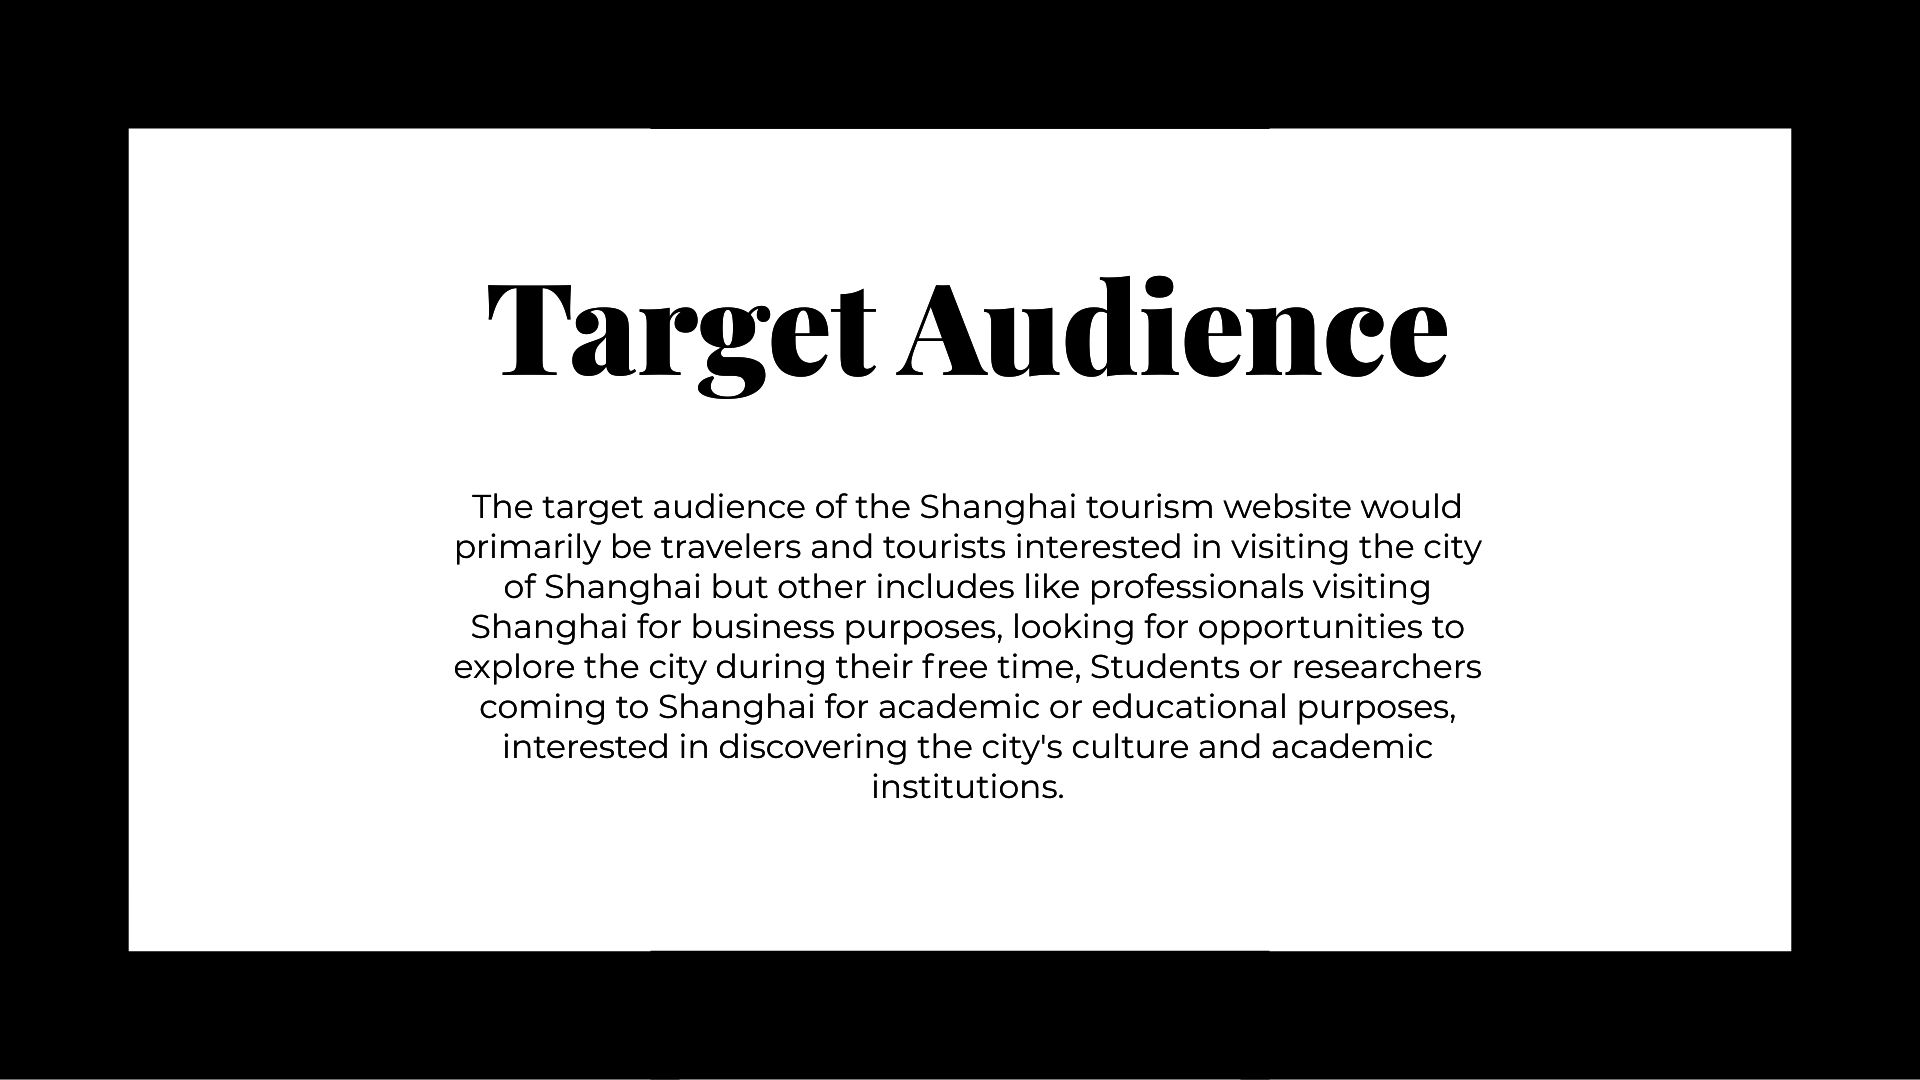 Target Audience
The target audience of the Shanghai tourism website would
primarily be travelers and tourists interested in visiting the city
of Shanghai but other includes like professionals visiting
Shanghai for business purposes, looking for opportunities to
explore the city during their free time, Students or researchers
coming to Shanghai for academic or educational purposes,
interested in discovering the city's culture and academic
institutions.